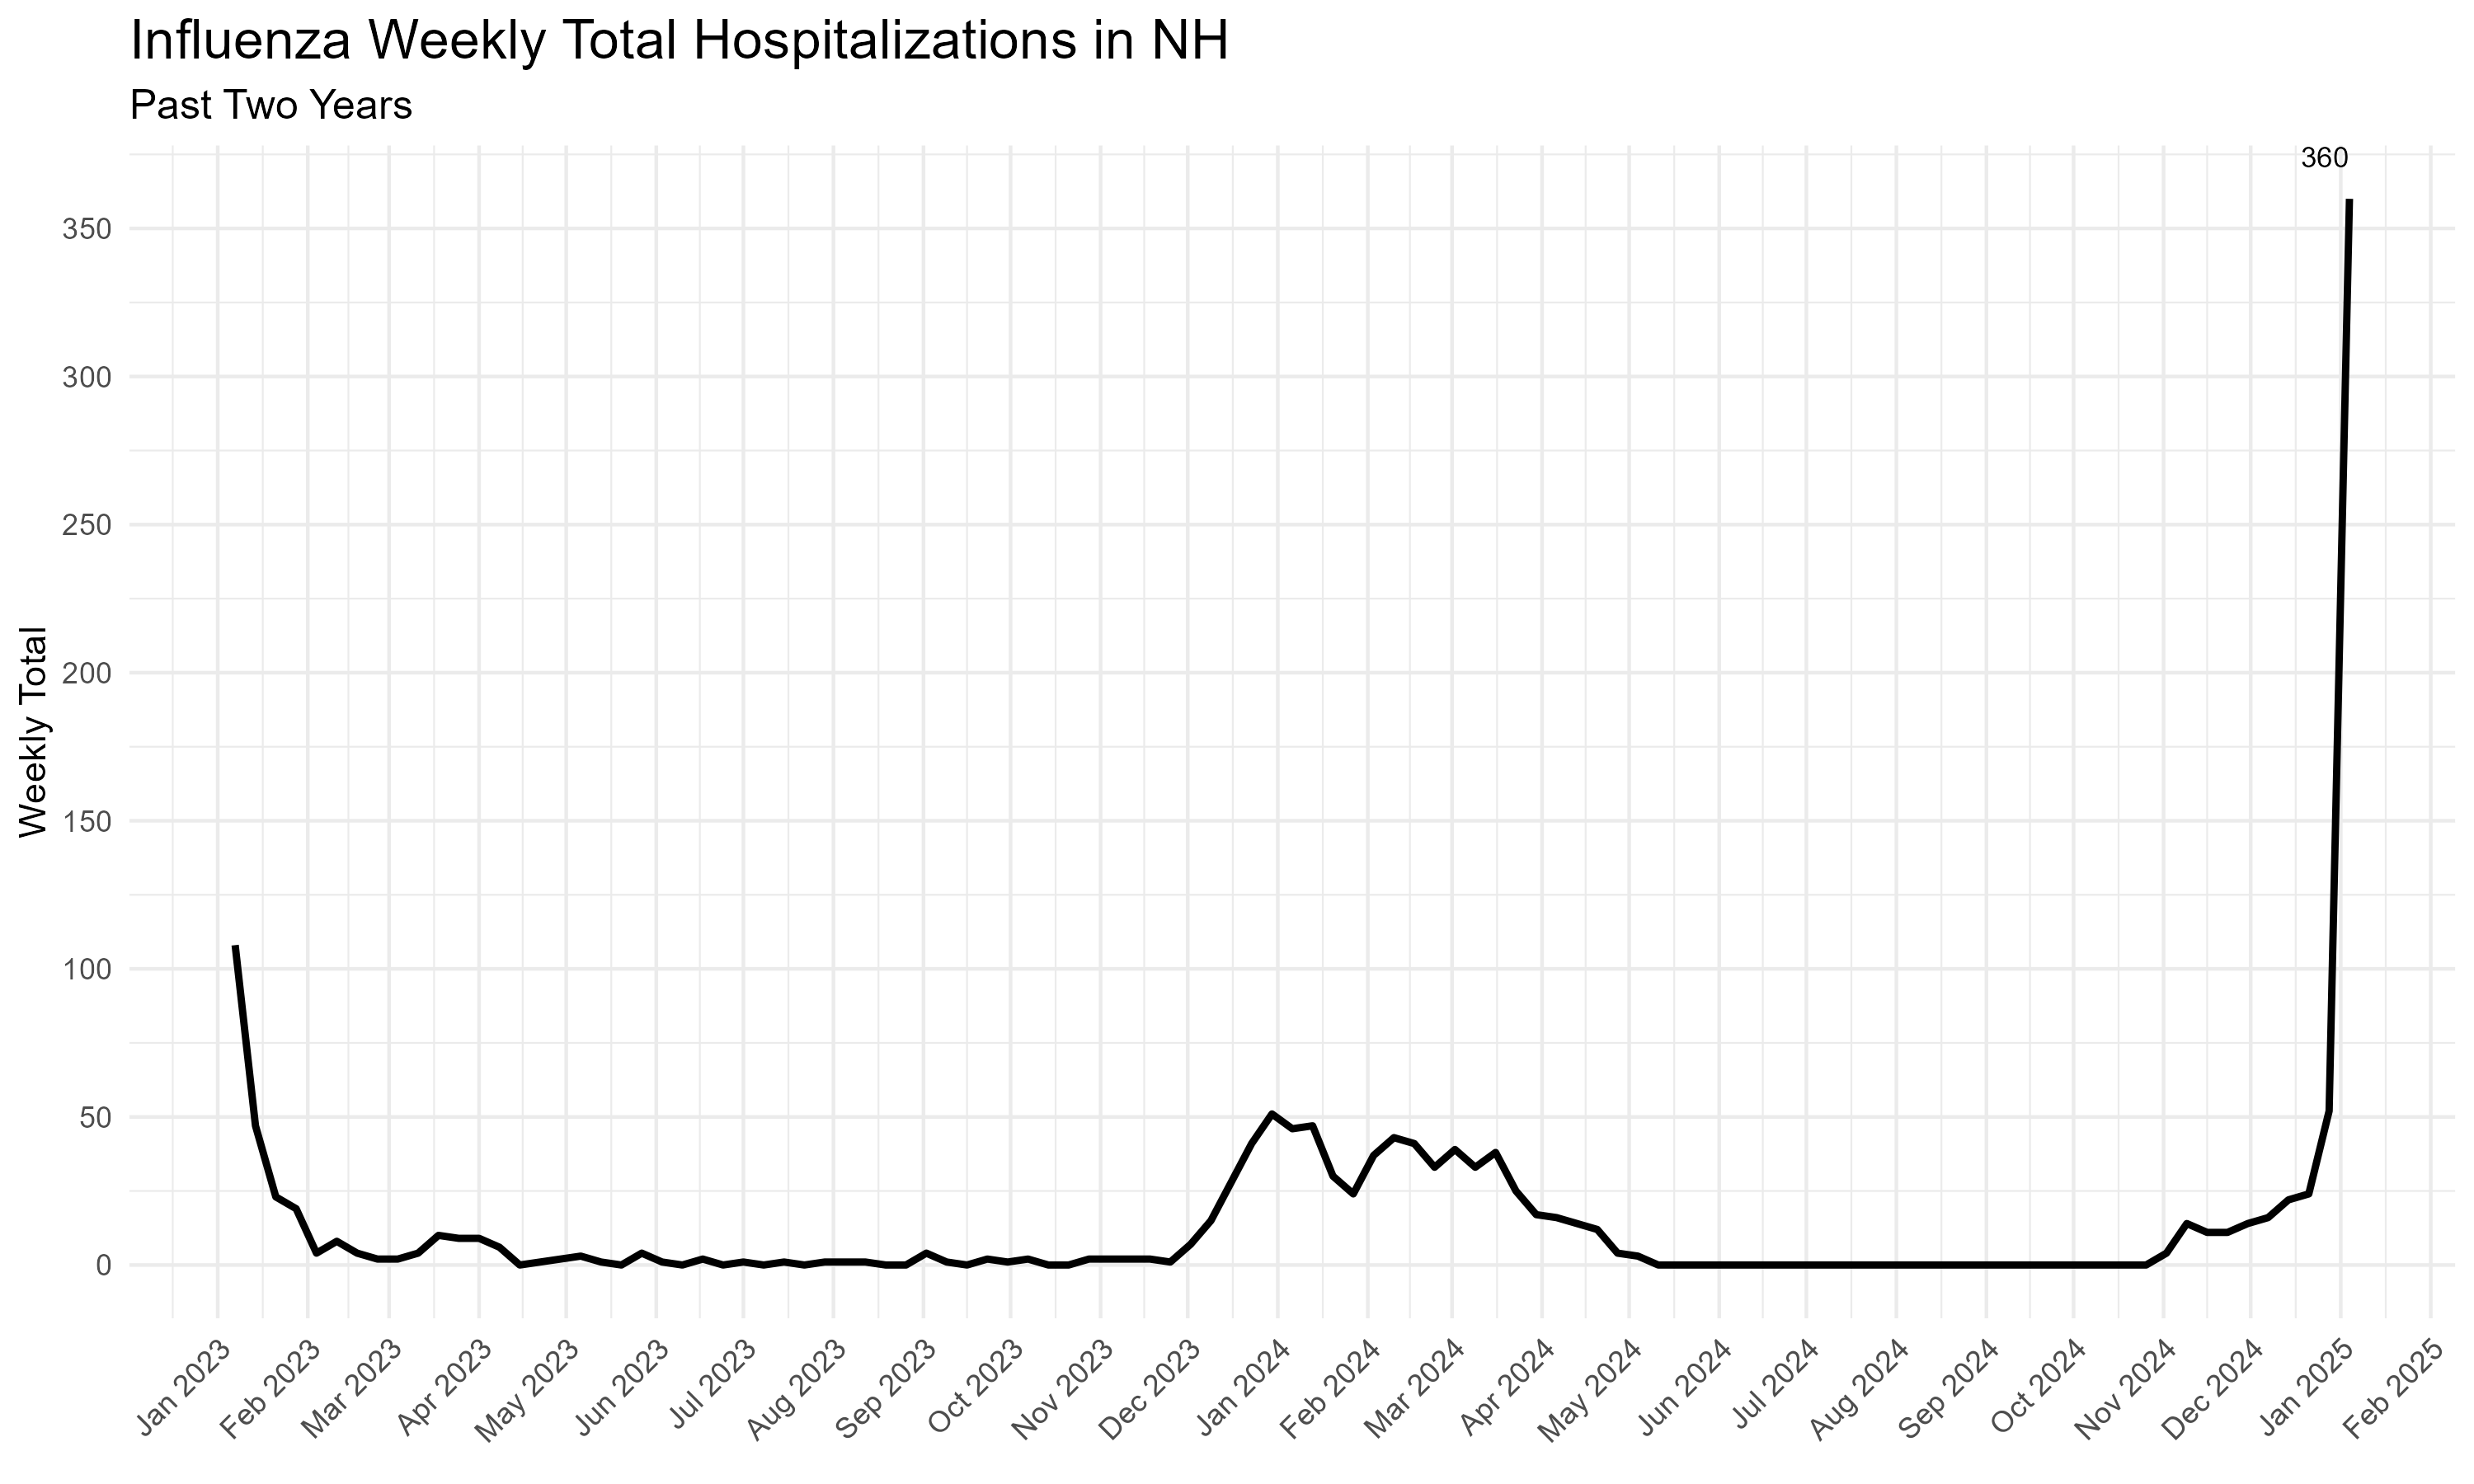 Influenza Weekly Total Hospitalizations in NH
Past Two Years
360
Weekly Total
350
300
250
200
150
100
50
0
Jan 2023
Feb 2023
Mar 2023
Apr 2023
May 2023
Jun 2023
Jul 2023
Aug 2023
Sep 2023
Oct 2023
Nov 2023
Dec 2023
Jan 2024
Feb 2024
Mar 2024
Apr 2024
May 2024
Jun 2024
Jul 2024
Aug 2024
Sep 2024
Oct 2024
Nov 2024
Dec 2024
Jan 2025
Feb 2025